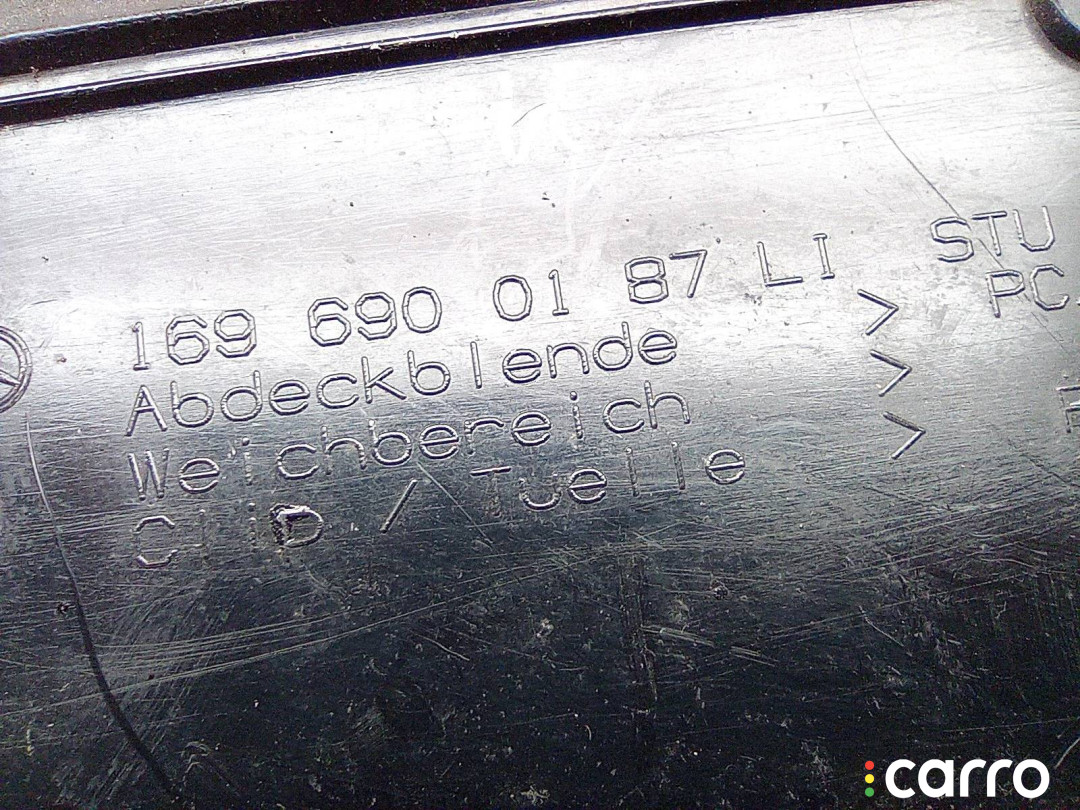 169 690 01 87 LI STU
Abdeckblende > PC
Weichbereich >
Clip / Tuelle >
carro